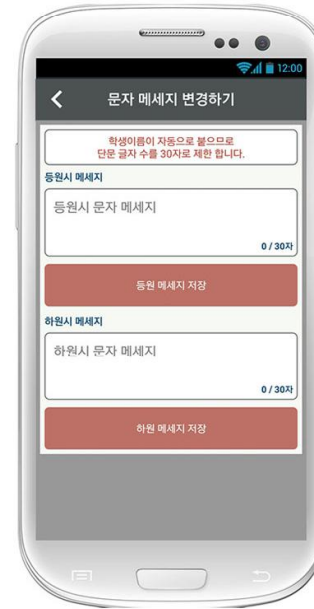 12:00
문자 메세지 변경하기
학생이름이 자동으로 붙으므로
단문 글자 수를 30자로 제한 합니다.
등원시 메세지
등원시 문자 메세지
0 / 30자
등원 메세지 저장
하원시 메세지
하원시 문자 메세지
0 / 30자
하원 메세지 저장